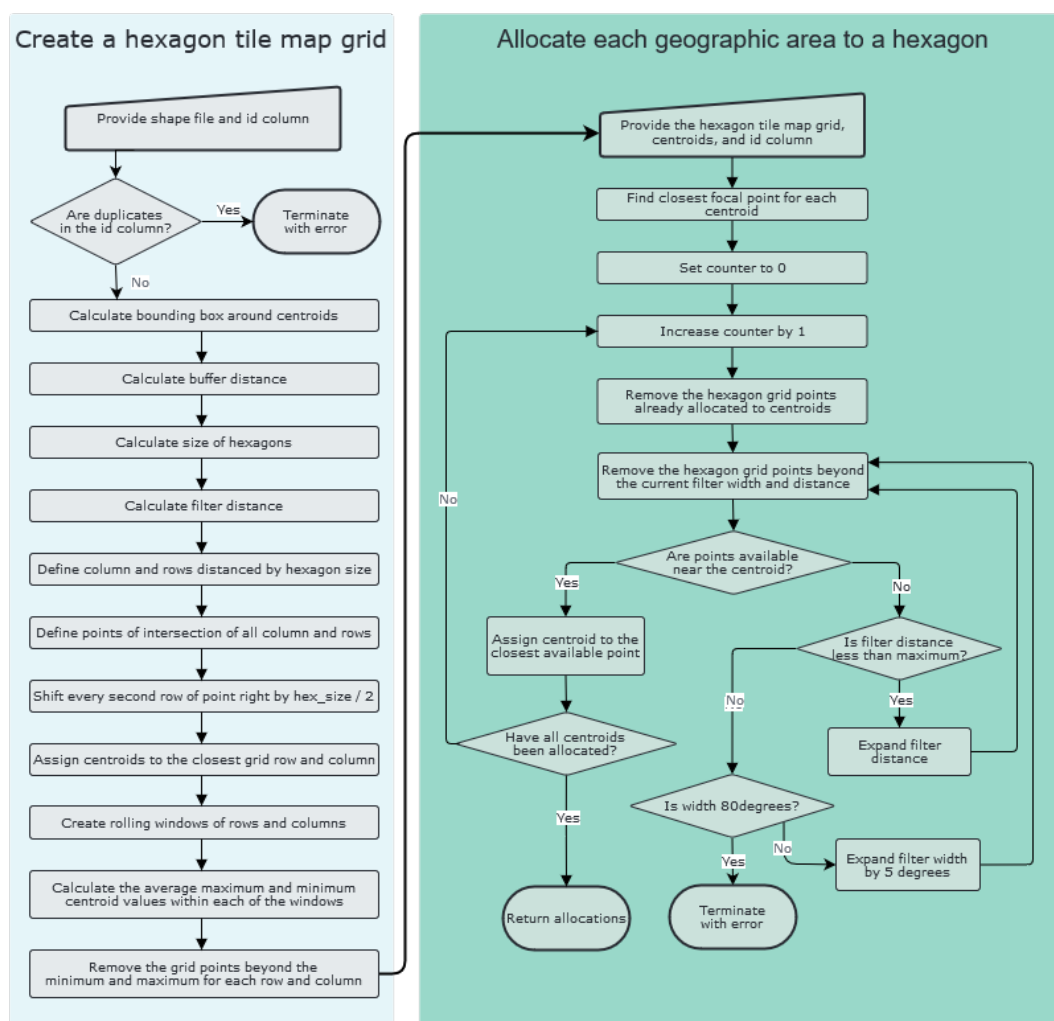 Create a hexagon tile map grid
Provide shape file and id column
Are duplicates
in the id column?
Yes
Terminate
with error
No
Calculate bounding box around centroids
Calculate buffer distance
Calculate size of hexagons
Calculate filter distance
Define column and rows distanced by hexagon size
Define points of intersection of all column and rows
Shift every second row of point right by hex_size / 2
Assign centroids to the closest grid row and column
Create rolling windows of rows and columns
Calculate the average maximum and minimum
centroid values within each of the windows
Remove the grid points beyond the
minimum and maximum for each row and column
Allocate each geographic area to a hexagon
Provide the hexagon tile map grid,
centroids, and id column
Find closest focal point for each
centroid
Set counter to 0
Increase counter by 1
Remove the hexagon grid points
already allocated to centroids
Remove the hexagon grid points beyond
the current filter width and distance
Are points available
near the centroid?
Yes
No
Assign centroid to the
closest available point
Have all centroids
been allocated?
No
Yes
Return allocations
Is filter distance
less than maximum?
Yes
Expand filter
distance
No
Is width 80degrees?
No
Expand filter width
by 5 degrees
Yes
Terminate
with error